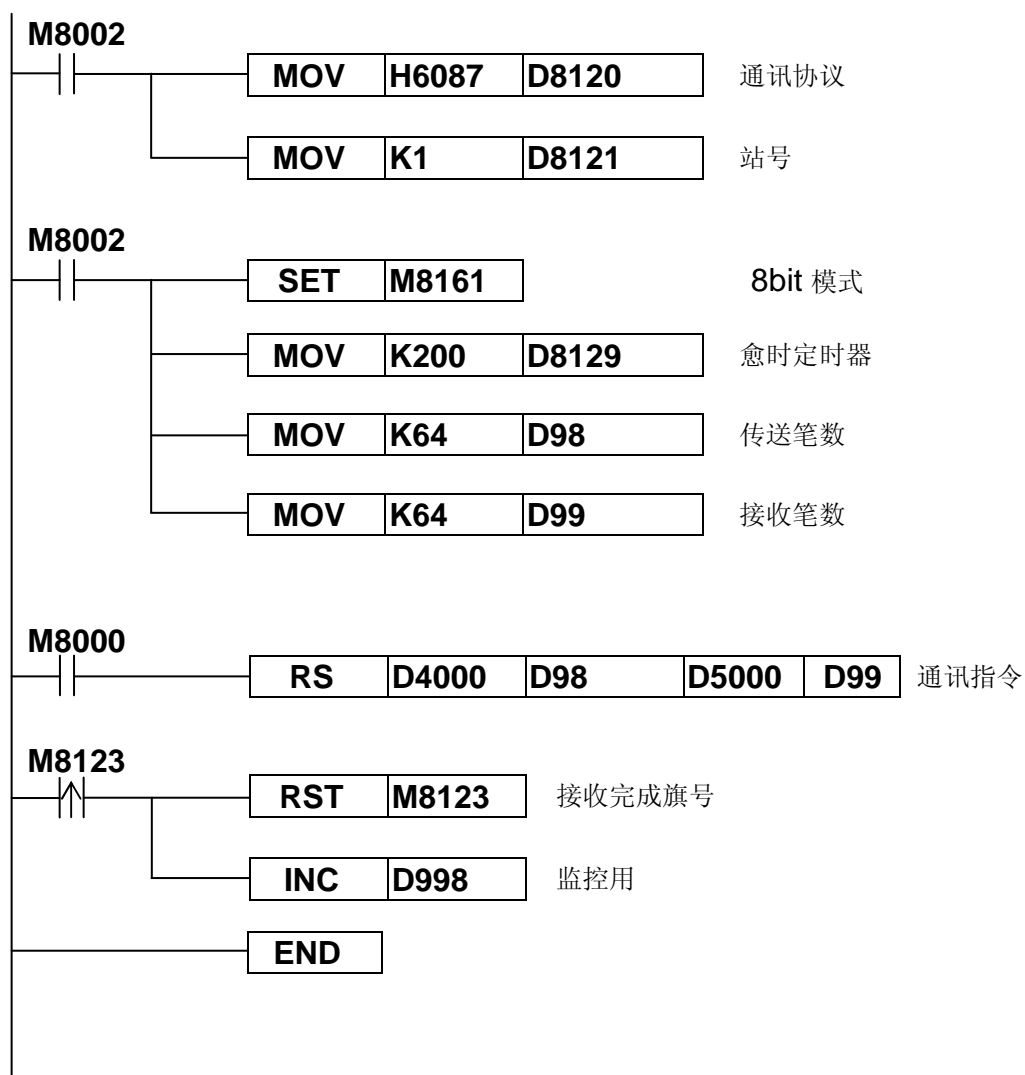 M8002
MOV H6087 D8120 通讯协议
MOV K1 D8121 站号
M8002
SET M8161 8bit 模式
MOV K200 D8129 愈时定时器
MOV K64 D98 传送笔数
MOV K64 D99 接收笔数
M8000
RS D4000 D98 D5000 D99 通讯指令
M8123
RST M8123 接收完成旗号
INC D998 监控用
END